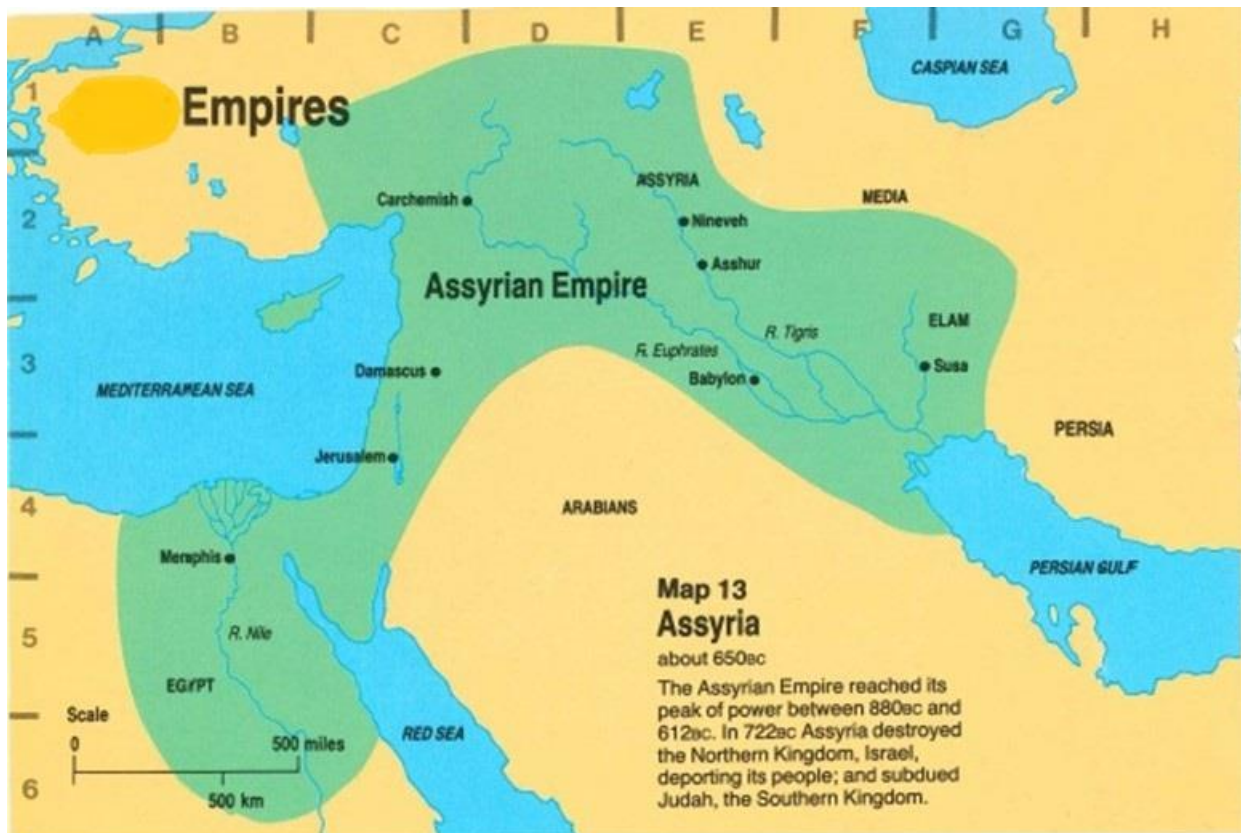 A B C D E F G H
1
2
3
4
5
6
Empires
CASPIAN SEA
ASSYRIA
MEDIA
Carchemish
Nineveh
Asshur
Assyrian Empire
ELAM
R. Tigris
R. Euphrates
Damascus
Babylon
Susa
MEDITERRANEAN SEA
PERSIA
Jerusalem
ARABIANS
Memphis
PERSIAN GULF
R. Nile
EGYPT
RED SEA
Scale
0 500 miles
500 km
Map 13
Assyria
about 650BC
The Assyrian Empire reached its
peak of power between 880BC and
612BC. In 722BC Assyria destroyed
the Northern Kingdom, Israel,
deporting its people; and subdued
Judah, the Southern Kingdom.